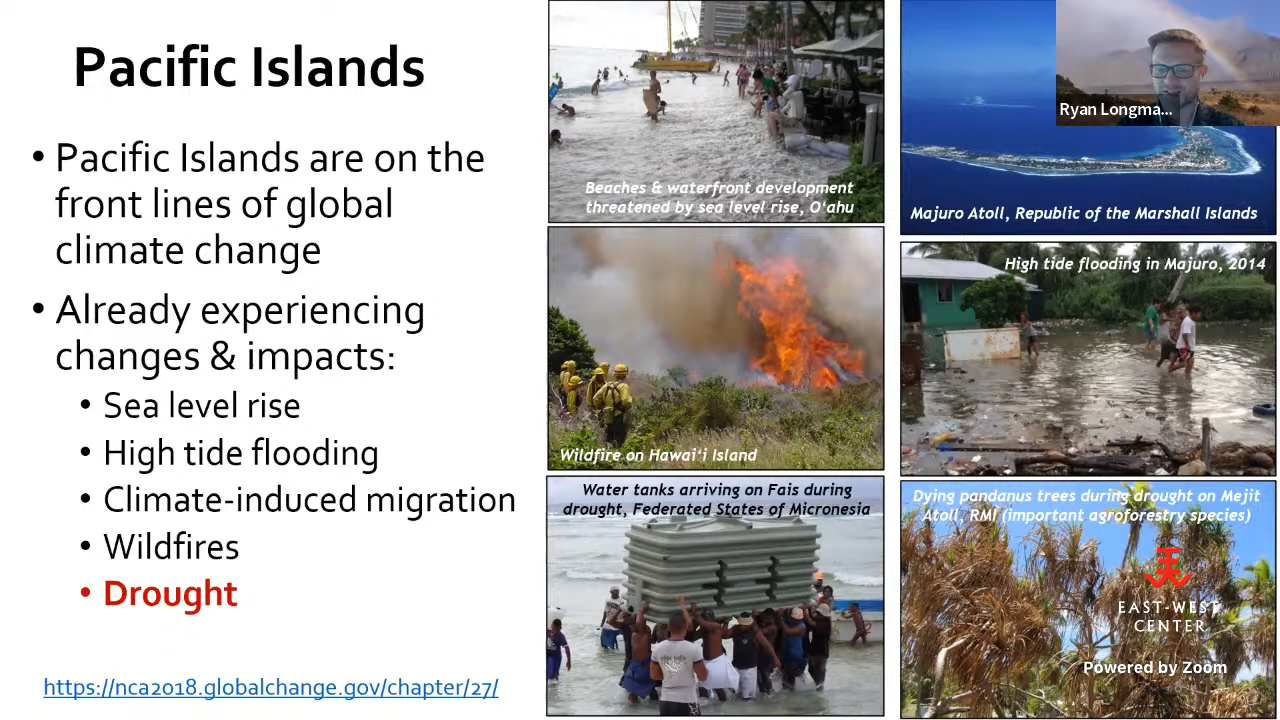 Pacific Islands
• Pacific Islands are on the
front lines of global
climate change
• Already experiencing
changes & impacts:
• Sea level rise
• High tide flooding
• Climate-induced migration
• Wildfires
• Drought
https://nca2018.globalchange.gov/chapter/27/
Beaches & waterfront development
threatened by sea level rise, Oʻahu
Ryan Longma...
Majuro Atoll, Republic of the Marshall Islands
Wildfire on Hawaiʻi Island
High tide flooding in Majuro, 2014
Water tanks arriving on Fais during
drought, Federated States of Micronesia
Dying pandanus trees during drought on Mejit
Atoll, RMI (important agroforestry species)
EAST-WEST
CENTER
Powered by Zoom